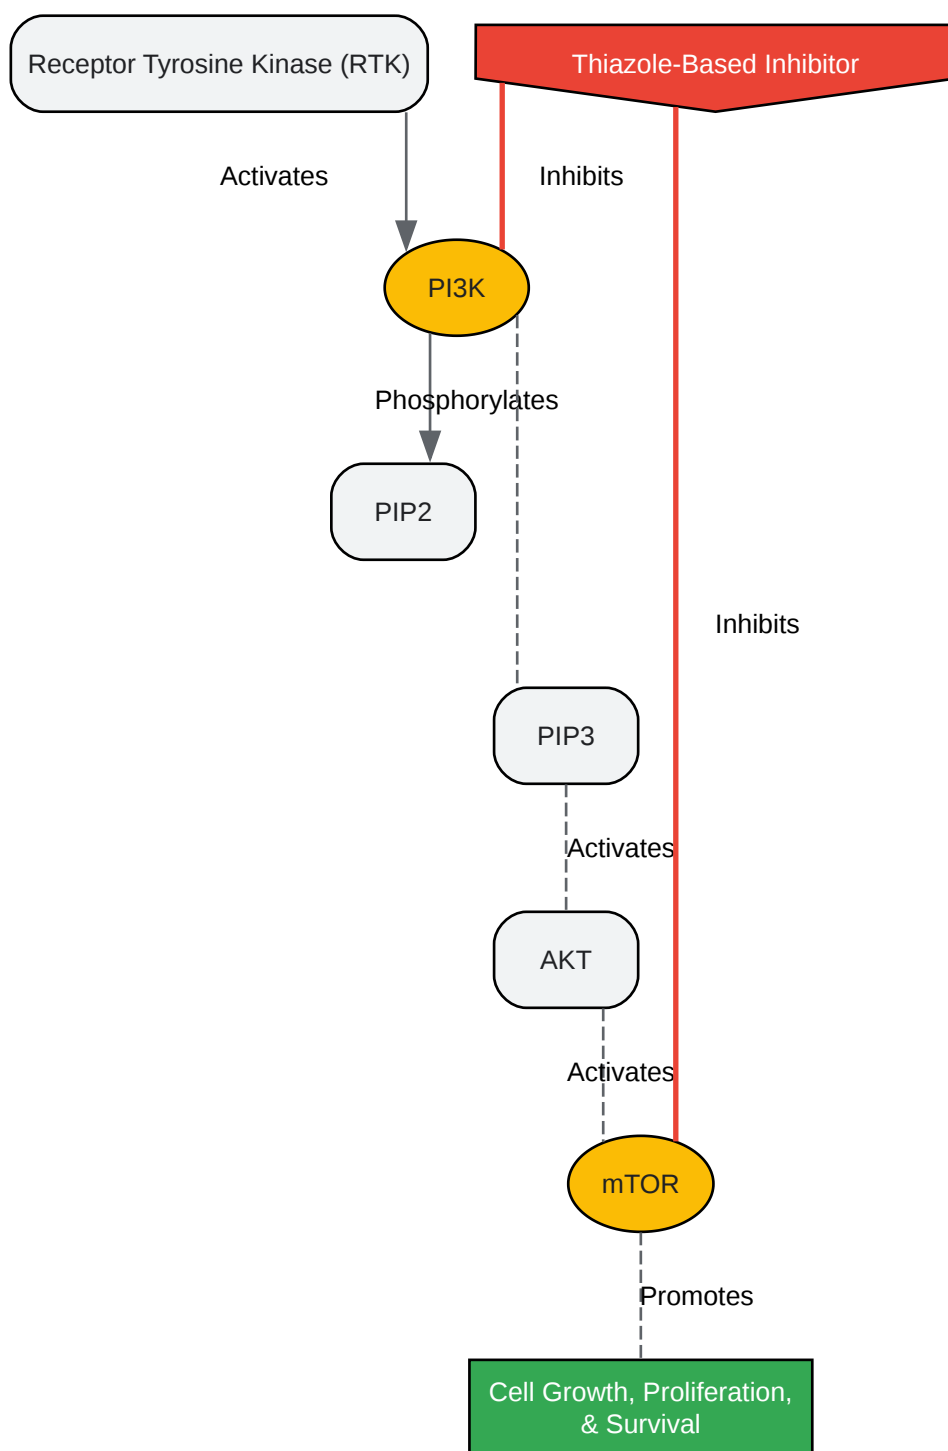 Receptor Tyrosine Kinase (RTK)
Thiazole-Based Inhibitor
Activates
Inhibits
PI3K
Phosphorylates
PIP2
Inhibits
PIP3
Activates
AKT
Activates
mTOR
Promotes
Cell Growth, Proliferation,
& Survival